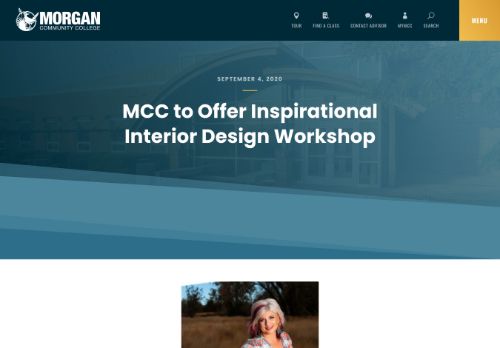 MORGAN
COMMUNITY COLLEGE
TOUR
FIND A CLASS
CONTACT ADVISOR
MYMCC
SEARCH
MENU
SEPTEMBER 4, 2020
MCC to Offer Inspirational
Interior Design Workshop